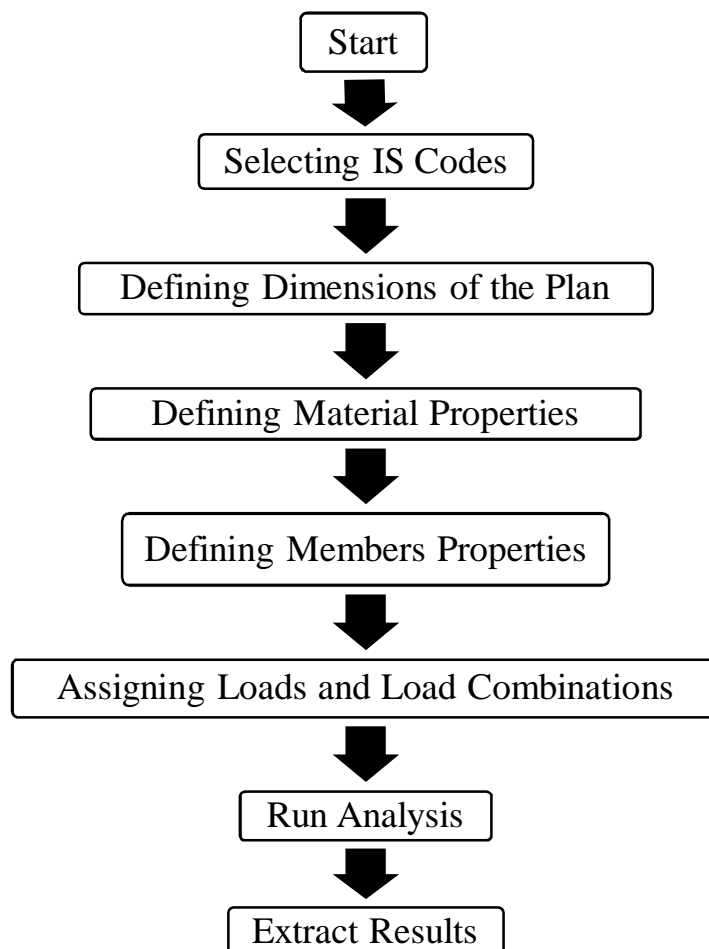 Start
Selecting IS Codes
Defining Dimensions of the Plan
Defining Material Properties
Defining Members Properties
Assigning Loads and Load Combinations
Run Analysis
Extract Results